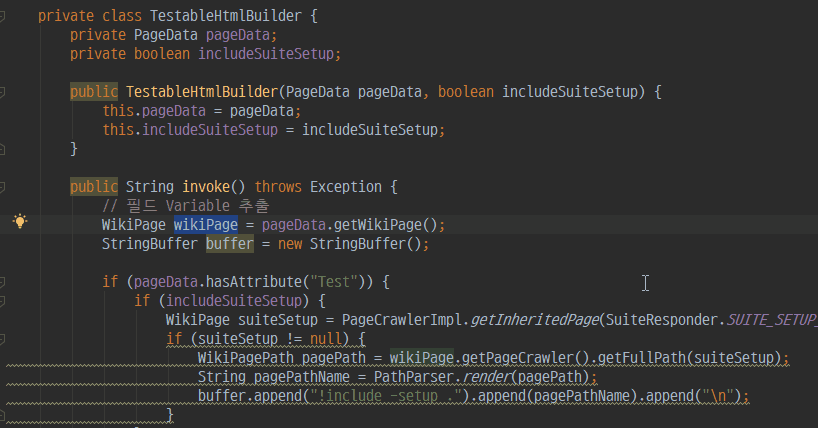 private class TestableHtmlBuilder {
private PageData pageData;
private boolean includeSuiteSetup;
public TestableHtmlBuilder(PageData pageData, boolean includeSuiteSetup) {
this.pageData = pageData;
this.includeSuiteSetup = includeSuiteSetup;
}
public String invoke() throws Exception {
// 필드 Variable 추출
WikiPage wikiPage = pageData.getWikiPage();
StringBuffer buffer = new StringBuffer();
if (pageData.hasAttribute("Test")) {
if (includeSuiteSetup) {
WikiPage suiteSetup = PageCrawlerImpl.getInheritedPage(SuiteResponder.SUITE_SETUP_
if (suiteSetup != null) {
WikiPagePath pagePath = wikiPage.getPageCrawler().getFullPath(suiteSetup);
String pagePathName = PathParser.render(pagePath);
buffer.append("!include -setup .").append(pagePathName).append("\n");
}